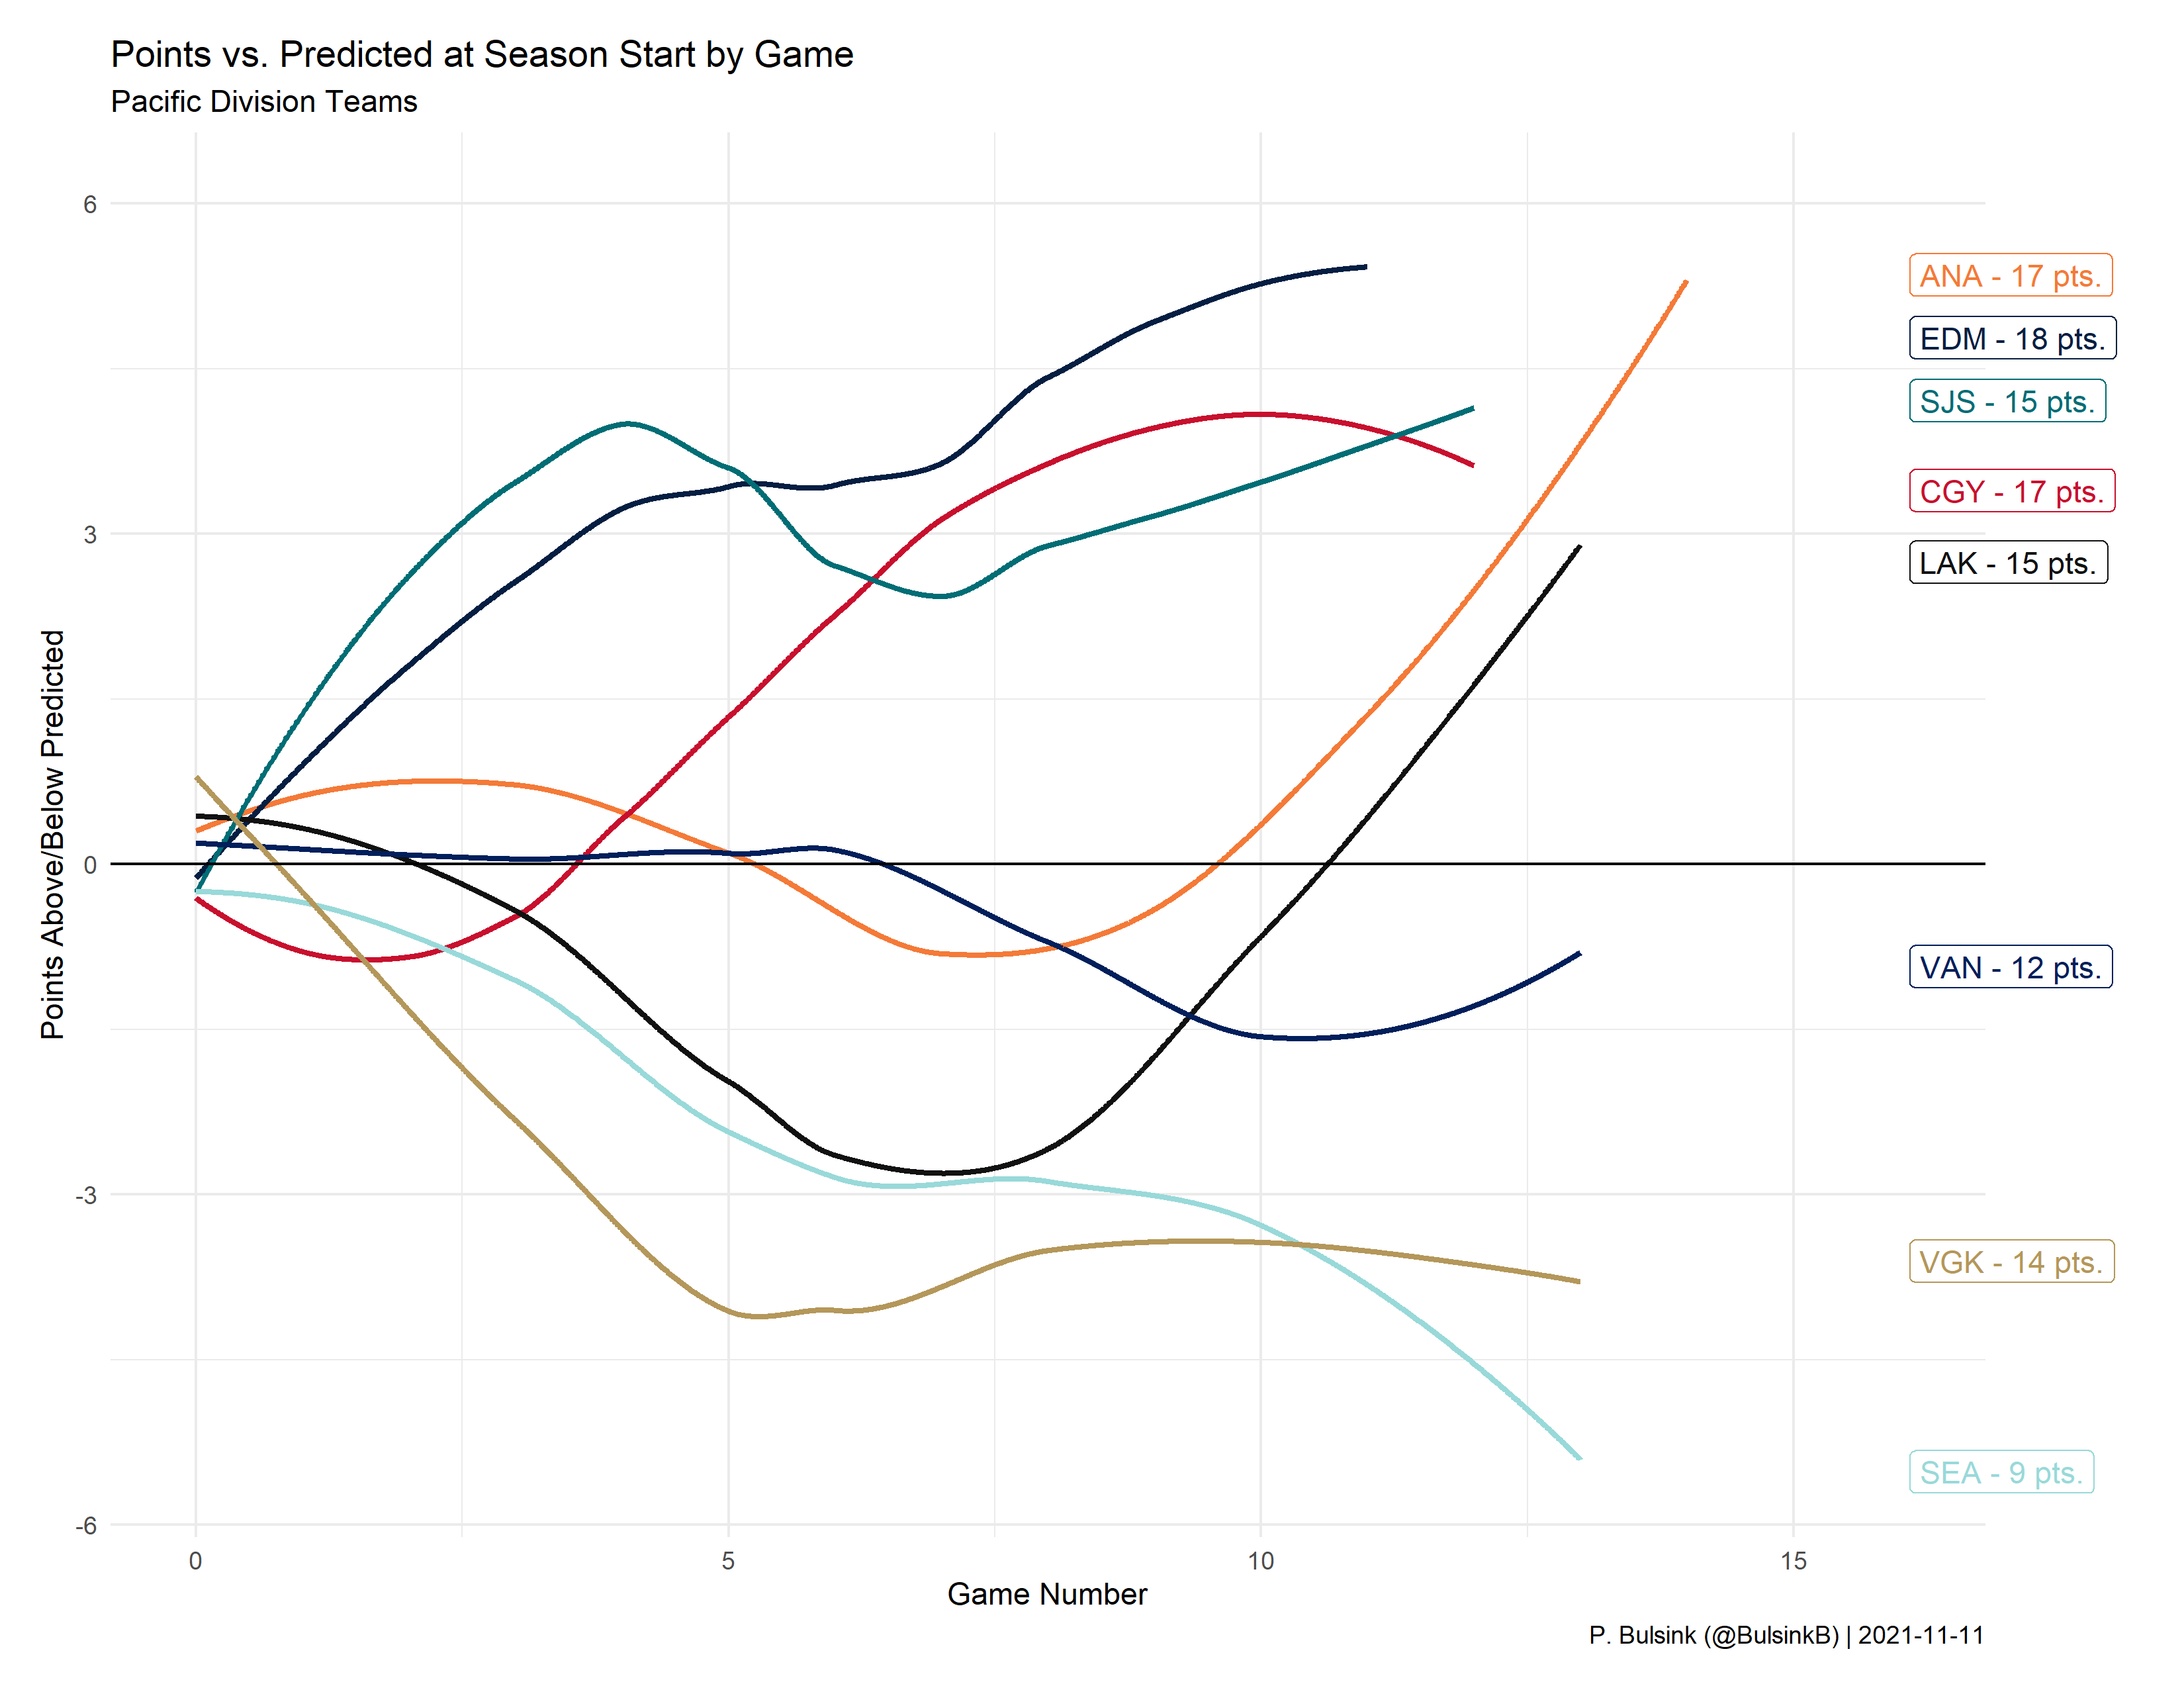 Points vs. Predicted at Season Start by Game
Pacific Division Teams
Points Above/Below Predicted
6
3
0
-3
-6
ANA - 17 pts.
EDM - 18 pts.
SJS - 15 pts.
CGY - 17 pts.
LAK - 15 pts.
VAN - 12 pts.
VGK - 14 pts.
SEA - 9 pts.
0 5 10 15
Game Number
P. Bulsink (@BulsinkB) | 2021-11-11